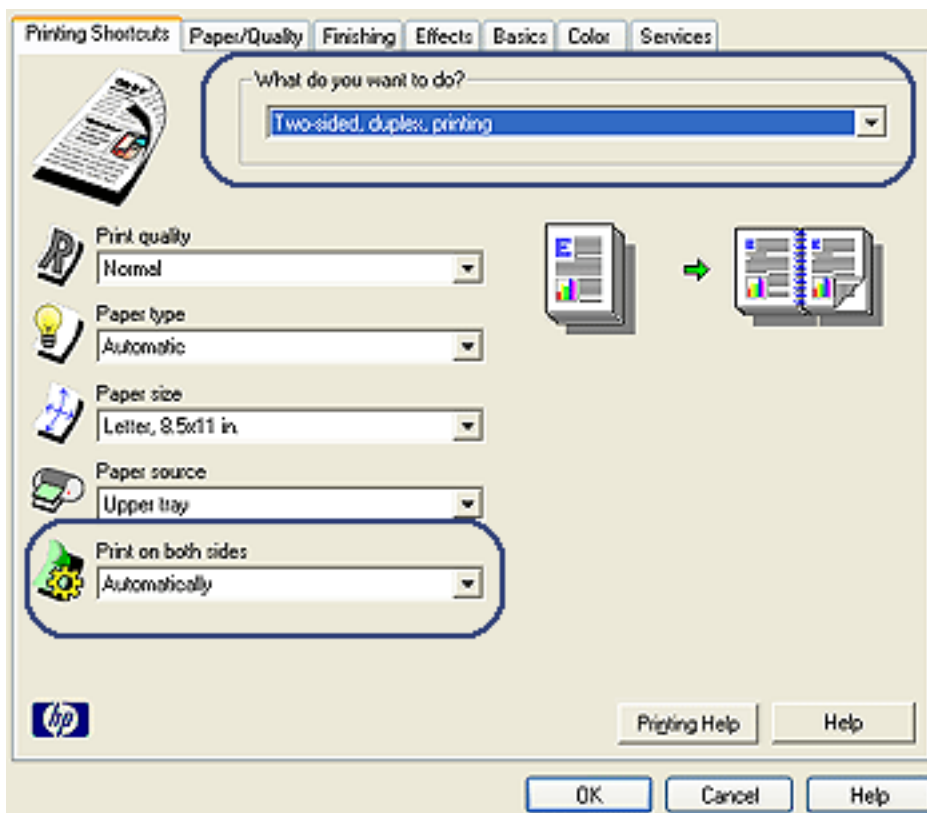 Printing Shortcuts Paper/Quality Finishing Effects Basics Color Services
What do you want to do?
Two-sided, duplex, printing
Print quality
Normal
Paper type
Automatic
Paper size
Letter, 8.5x11 in.
Paper source
Upper tray
Print on both sides
Automatically
hp
Printing Help Help
OK Cancel Help